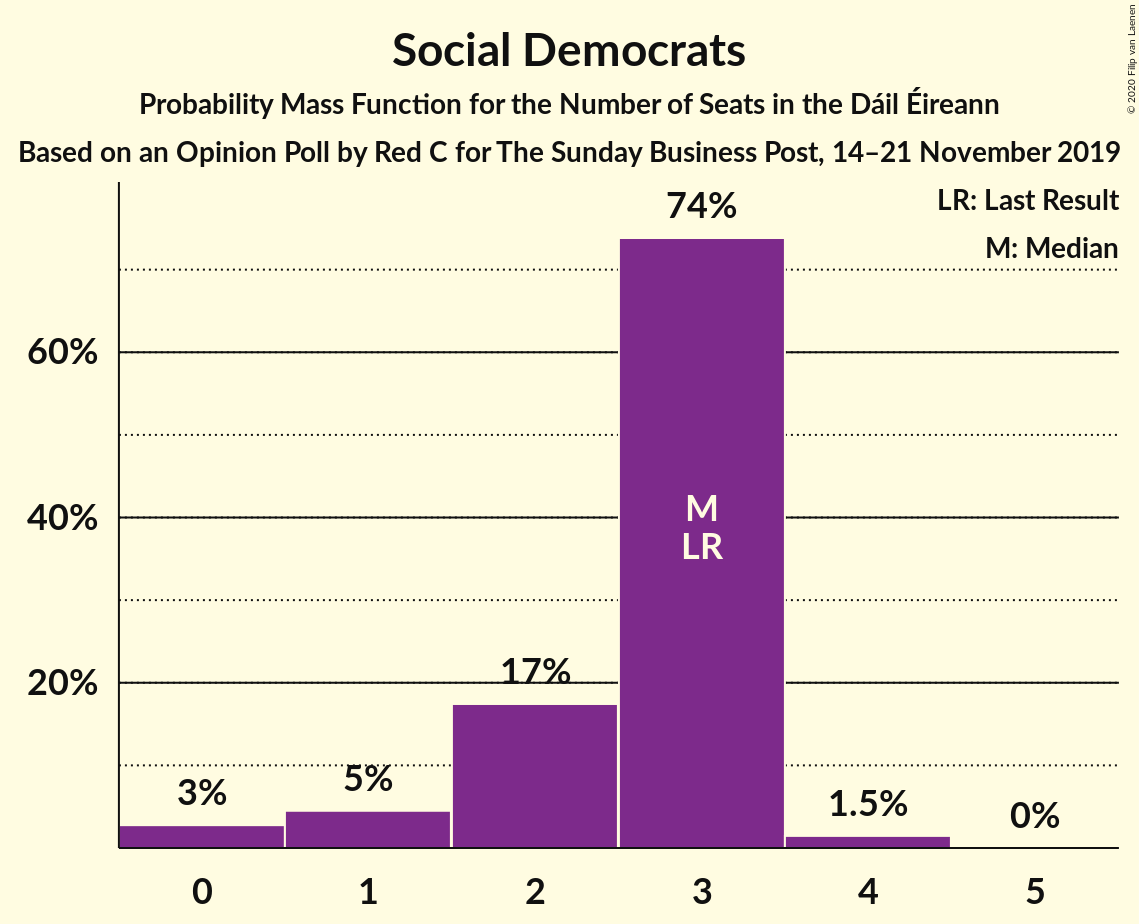 Social Democrats
Probability Mass Function for the Number of Seats in the Dáil Éireann
Based on an Opinion Poll by Red C for The Sunday Business Post, 14–21 November 2019
© 2020 Filip van Laenen
LR: Last Result
M: Median
74%
60%
40%
20%
M
LR
17%
3%
5%
1.5%
0%
0
1
2
3
4
5